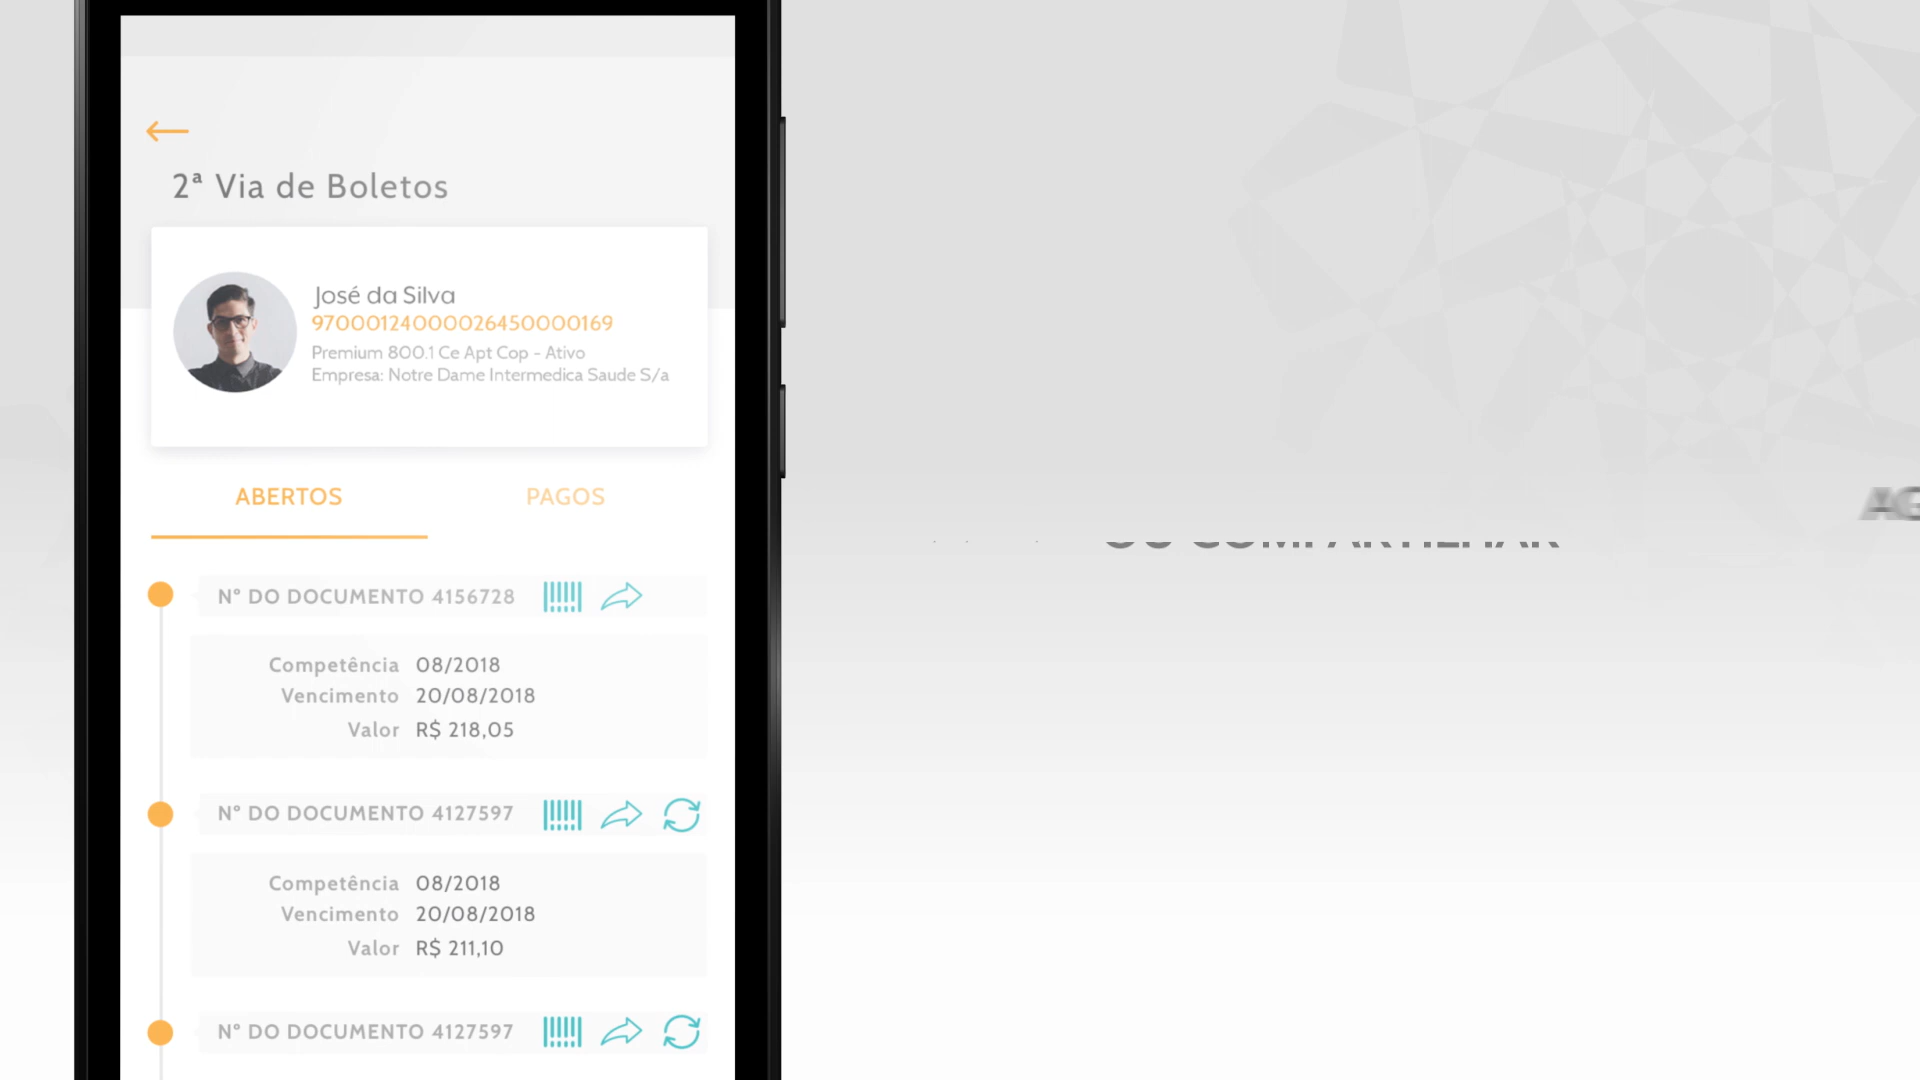 2ª Via de Boletos
José da Silva
97000124000026450000169
Premium 800.1 Ce Apt Cop - Ativo
Empresa: Notre Dame Intermedica Saude S/a
ABERTOS PAGOS
OU COMPARTILHAR
Nº DO DOCUMENTO 4156728
Competência 08/2018
Vencimento 20/08/2018
Valor R$ 218,05
Nº DO DOCUMENTO 4127597
Competência 08/2018
Vencimento 20/08/2018
Valor R$ 211,10
Nº DO DOCUMENTO 4127597